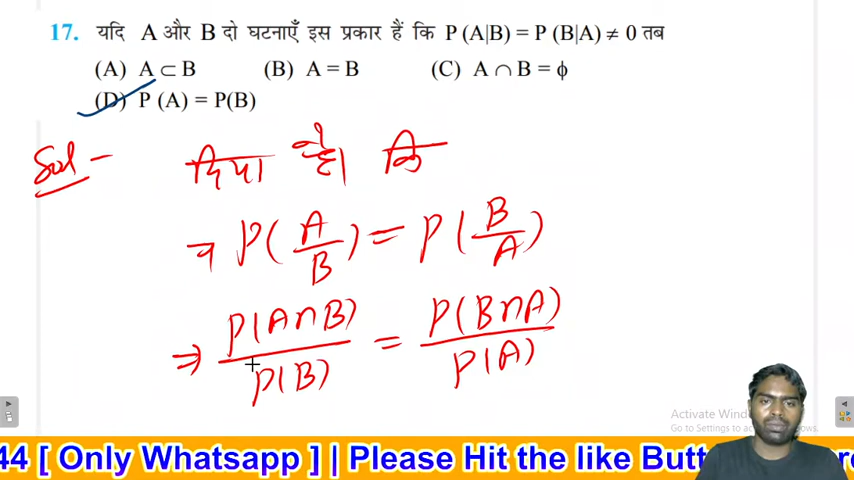 17. यदि A और B दो घटनाएँ इस प्रकार हैं कि P (A|B) = P (B|A) ≠ 0 तब
(A) A ⊂ B (B) A = B (C) A ∩ B = ϕ
(D) P (A) = P(B)
Sol - दिया है। कि
⇒ P(A/B) = P(B/A)
⇒ P(A∩B)/P(B) = P(B∩A)/P(A)
Activate Wind
Go to Settings to a
44 [ Only Whatsapp ] | Please Hit the like Butt